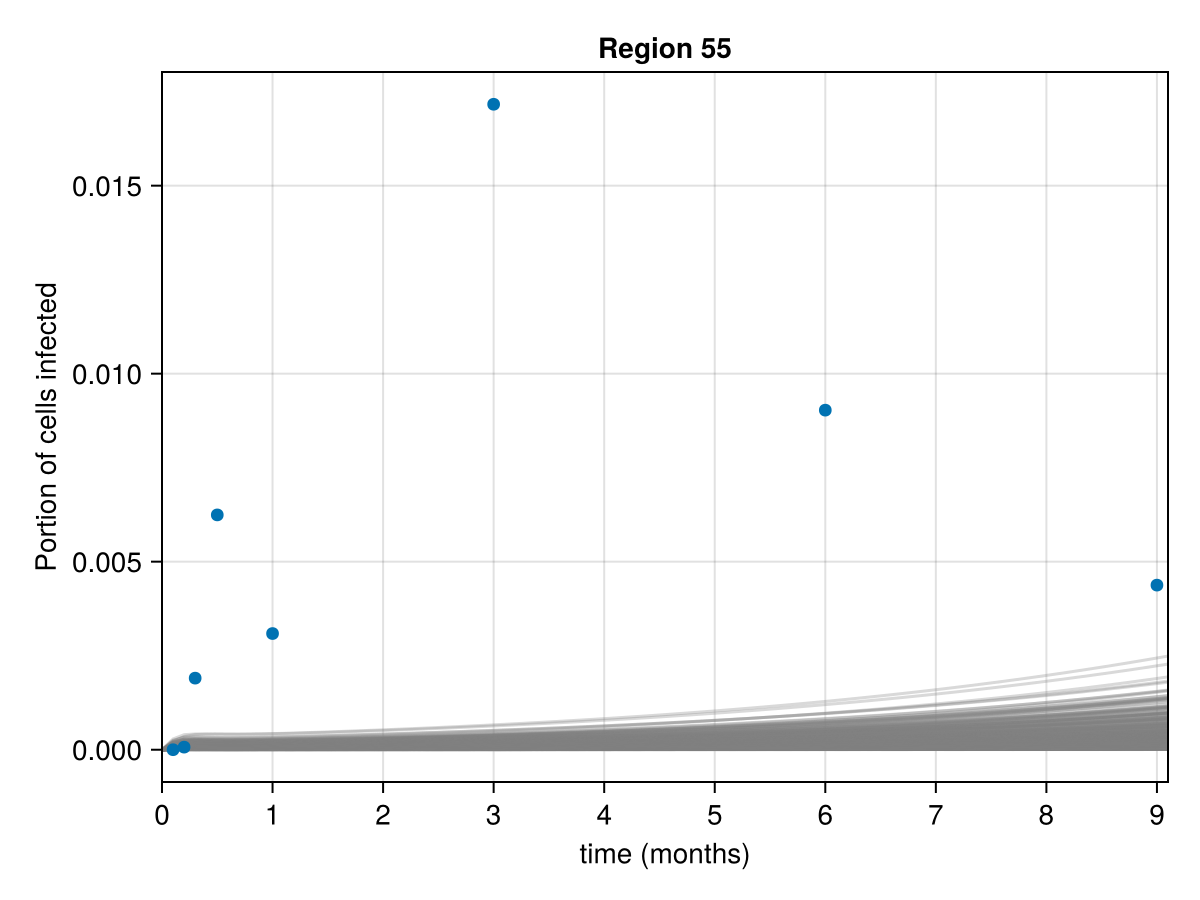 Region 55
Portion of cells infected
0.015
0.010
0.005
0.000
0 1 2 3 4 5 6 7 8 9
time (months)